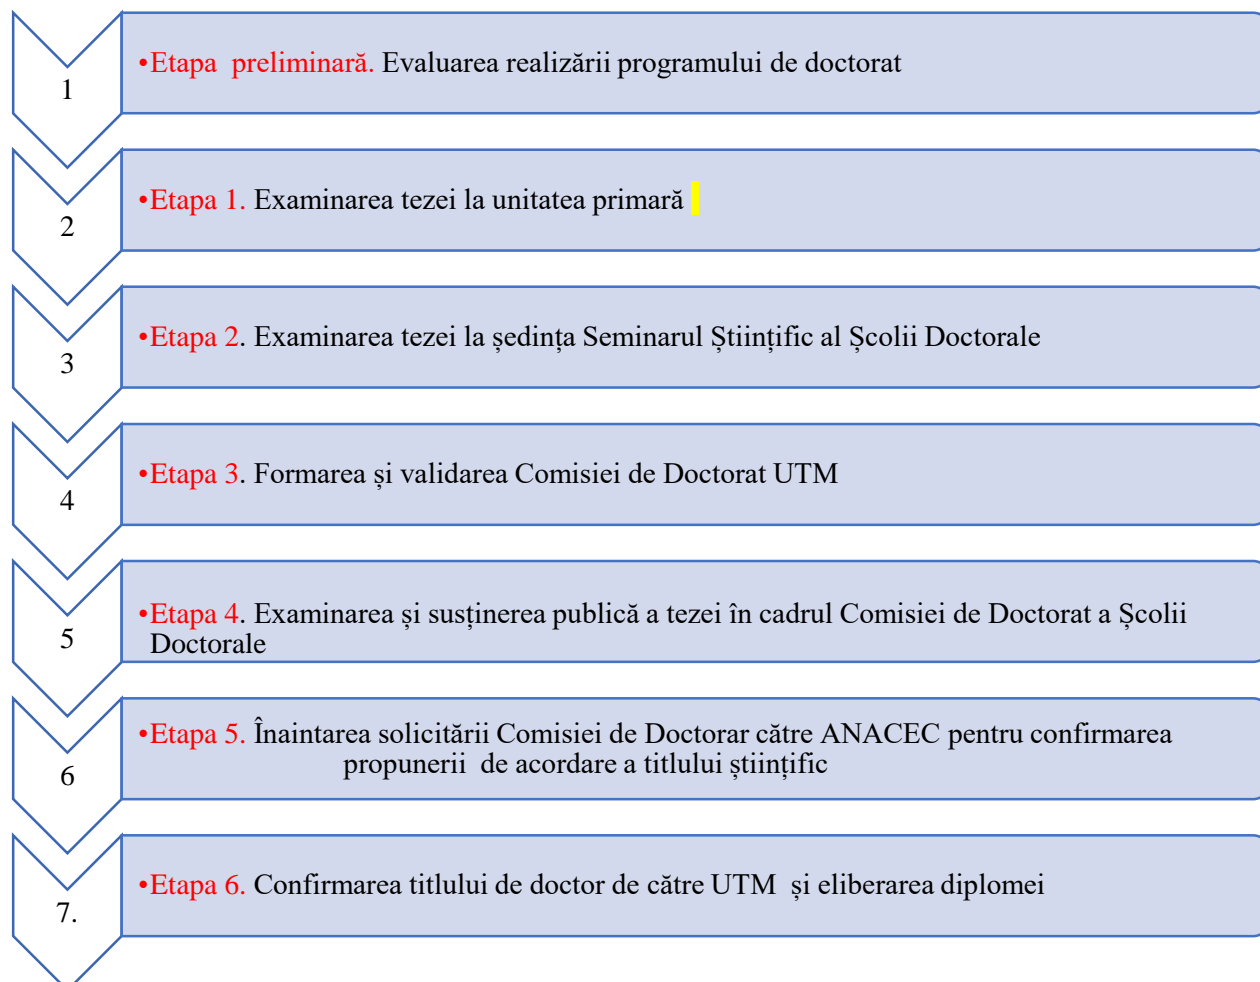 1
•Etapa  preliminară. Evaluarea realizării programului de doctorat
2
•Etapa 1. Examinarea tezei la unitatea primară
3
•Etapa 2. Examinarea tezei la ședința Seminarul Științific al Școlii Doctorale
4
•Etapa 3. Formarea și validarea Comisiei de Doctorat UTM
5
•Etapa 4. Examinarea și susținerea publică a tezei în cadrul Comisiei de Doctorat a Școlii
Doctorale
6
•Etapa 5. Înaintarea solicitării Comisiei de Doctorar către ANACEC pentru confirmarea
propunerii  de acordare a titlului științific
7.
•Etapa 6. Confirmarea titlului de doctor de către UTM  și eliberarea diplomei